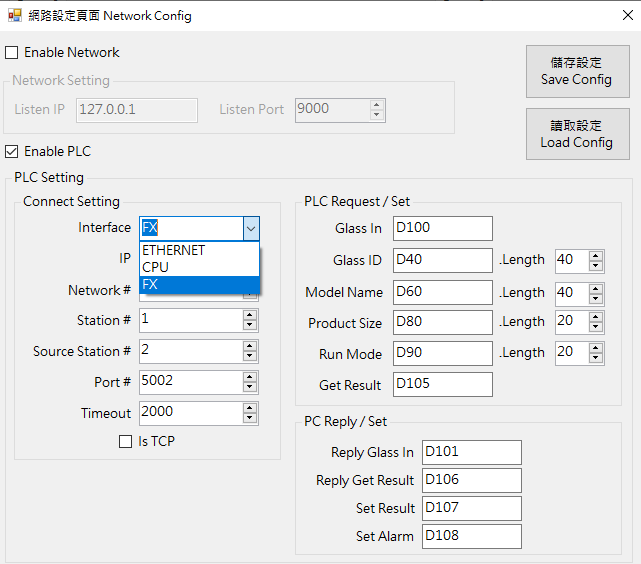 網路設定頁面 Network Config
Enable Network
Network Setting
Listen IP 127.0.0.1 Listen Port 9000
儲存設定
Save Config
讀取設定
Load Config
Enable PLC
PLC Setting
Connect Setting
Interface FX
ETHERNET
CPU
FX
IP
Network #
Station # 1
Source Station # 2
Port # 5002
Timeout 2000
Is TCP
PLC Request / Set
Glass In D100
Glass ID D40 .Length 40
Model Name D60 .Length 40
Product Size D80 .Length 20
Run Mode D90 .Length 20
Get Result D105
PC Reply / Set
Reply Glass In D101
Reply Get Result D106
Set Result D107
Set Alarm D108